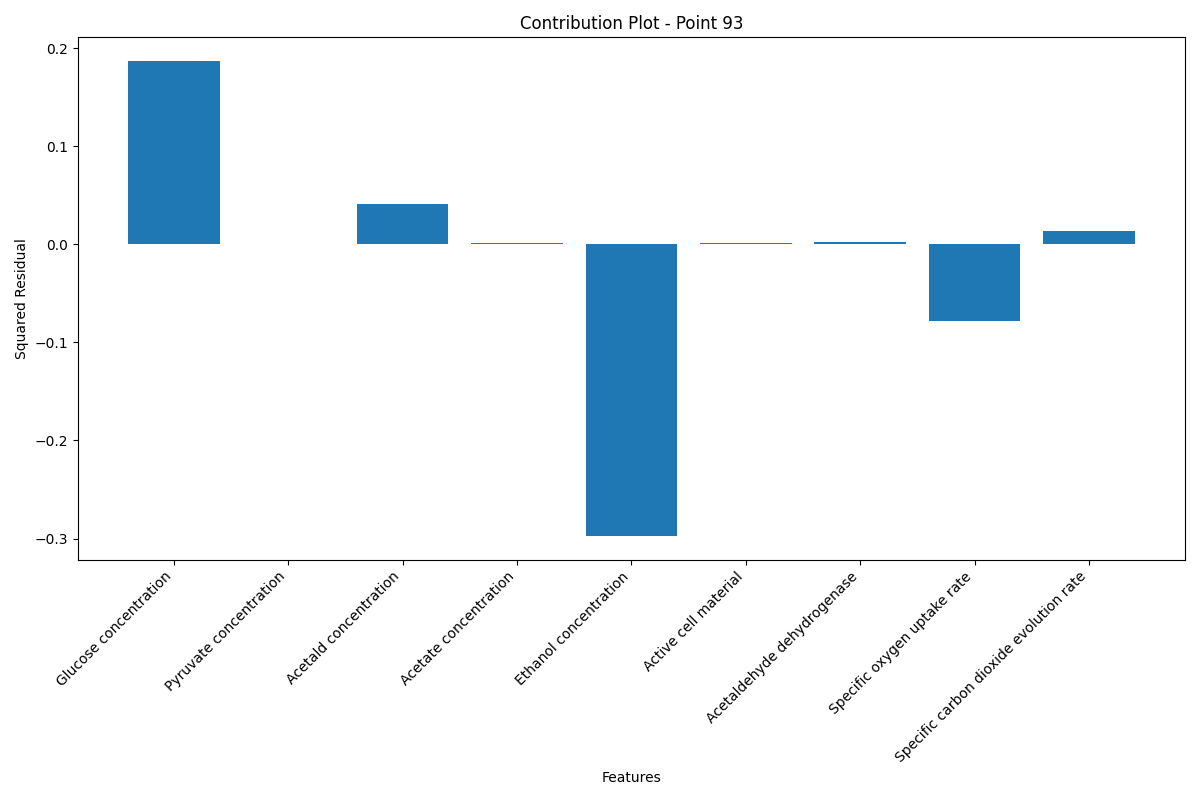 Contribution Plot - Point 93
Squared Residual
0.2
0.1
0.0
−0.1
−0.2
−0.3
Glucose concentration
Pyruvate concentration
Acetald concentration
Acetate concentration
Ethanol concentration
Active cell material
Acetaldehyde dehydrogenase
Specific oxygen uptake rate
Specific carbon dioxide evolution rate
Features